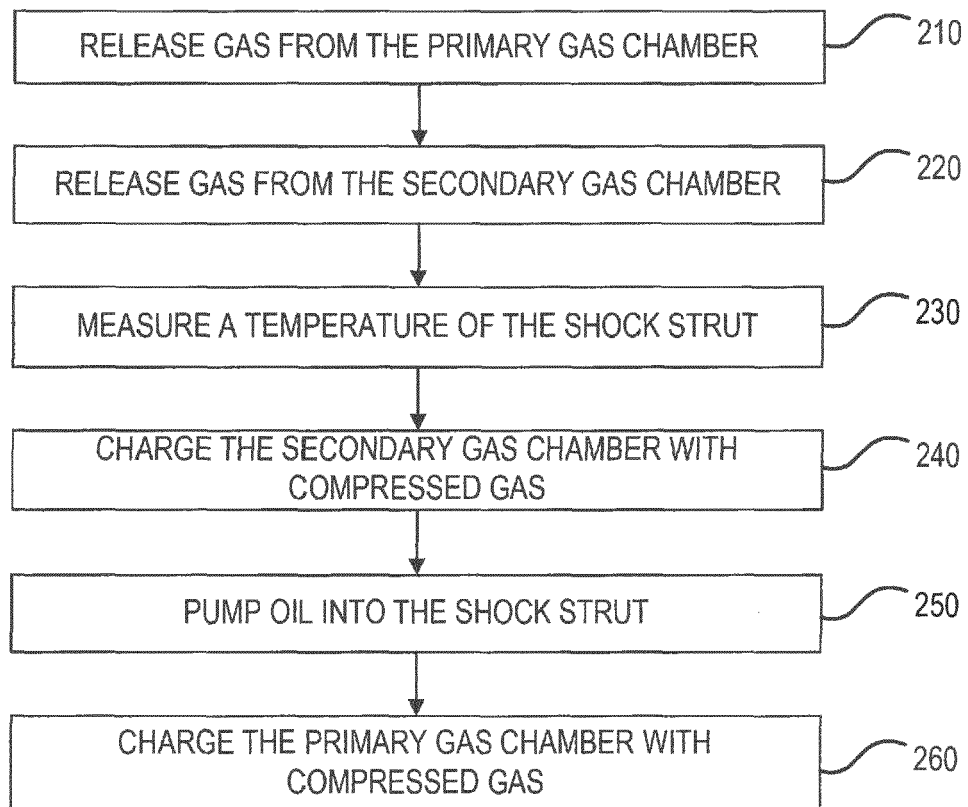 RELEASE GAS FROM THE PRIMARY GAS CHAMBER
210
RELEASE GAS FROM THE SECONDARY GAS CHAMBER
220
MEASURE A TEMPERATURE OF THE SHOCK STRUT
230
CHARGE THE SECONDARY GAS CHAMBER WITH
COMPRESSED GAS
240
PUMP OIL INTO THE SHOCK STRUT
250
CHARGE THE PRIMARY GAS CHAMBER WITH
COMPRESSED GAS
260